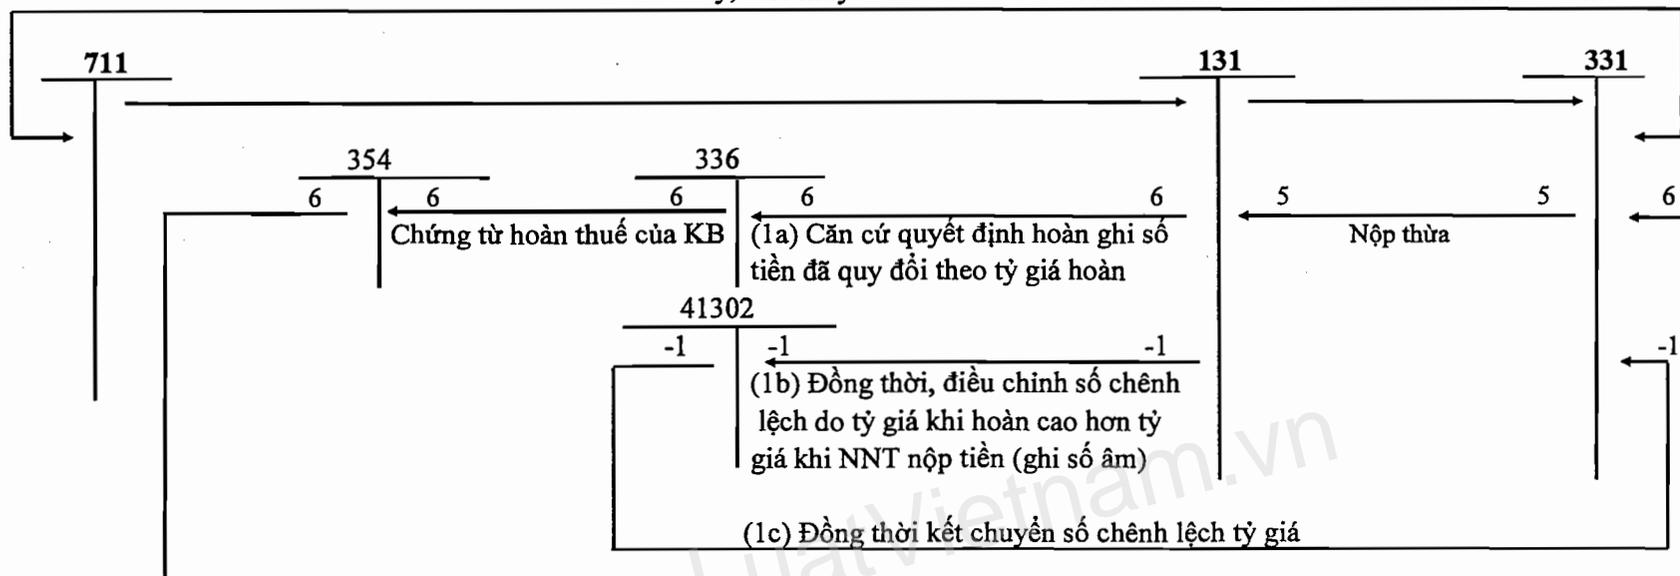 711
131
331
354
336
6
6
6
6
6
5
5
6
Chứng từ hoàn thuế của KB
(1a) Căn cứ quyết định hoàn ghi số
tiền đã quy đổi theo tỷ giá hoàn
Nộp thừa
41302
-1
-1
-1
-1
(1b) Đồng thời, điều chỉnh số chênh
lệch do tỷ giá khi hoàn cao hơn tỷ
giá khi NNT nộp tiền (ghi số âm)
(1c) Đồng thời kết chuyển số chênh lệch tỷ giá
LuatVietnam.vn